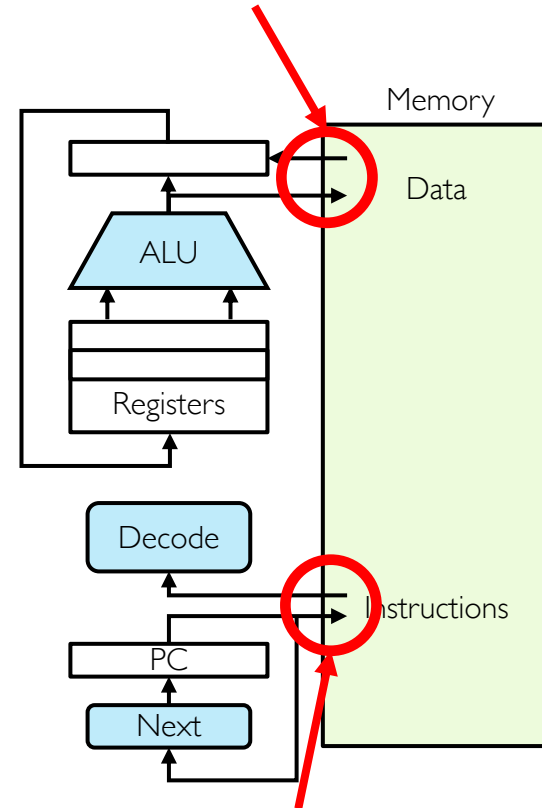 Memory
Data
ALU
Registers
Decode
Instructions
PC
Next